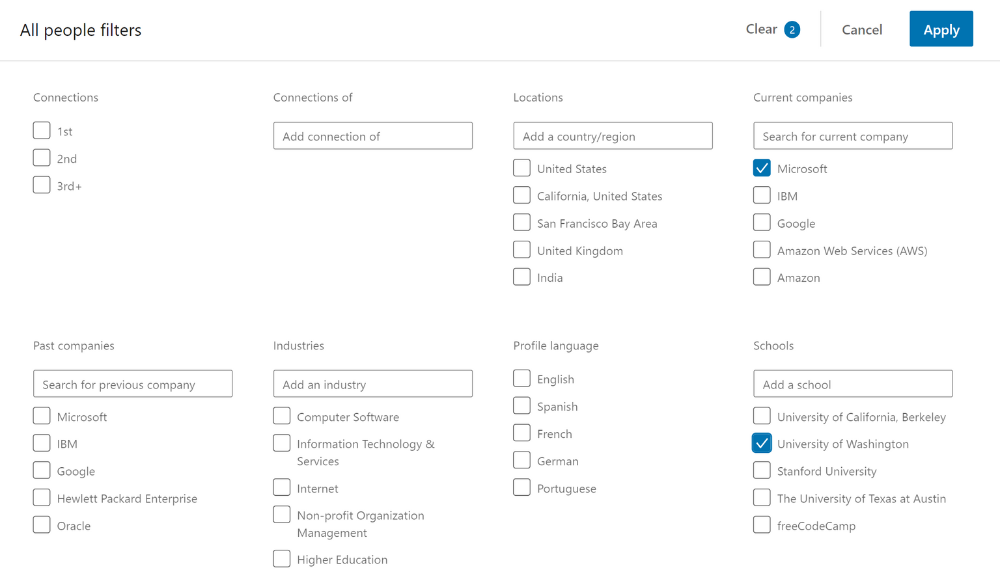 All people filters
Clear 2
Cancel
Apply
Connections
1st
2nd
3rd+
Connections of
Add connection of
Locations
Add a country/region
United States
California, United States
San Francisco Bay Area
United Kingdom
India
Current companies
Search for current company
Microsoft
IBM
Google
Amazon Web Services (AWS)
Amazon
Past companies
Search for previous company
Microsoft
IBM
Google
Hewlett Packard Enterprise
Oracle
Industries
Add an industry
Computer Software
Information Technology &
Services
Internet
Non-profit Organization
Management
Higher Education
Profile language
English
Spanish
French
German
Portuguese
Schools
Add a school
University of California, Berkeley
University of Washington
Stanford University
The University of Texas at Austin
freeCodeCamp